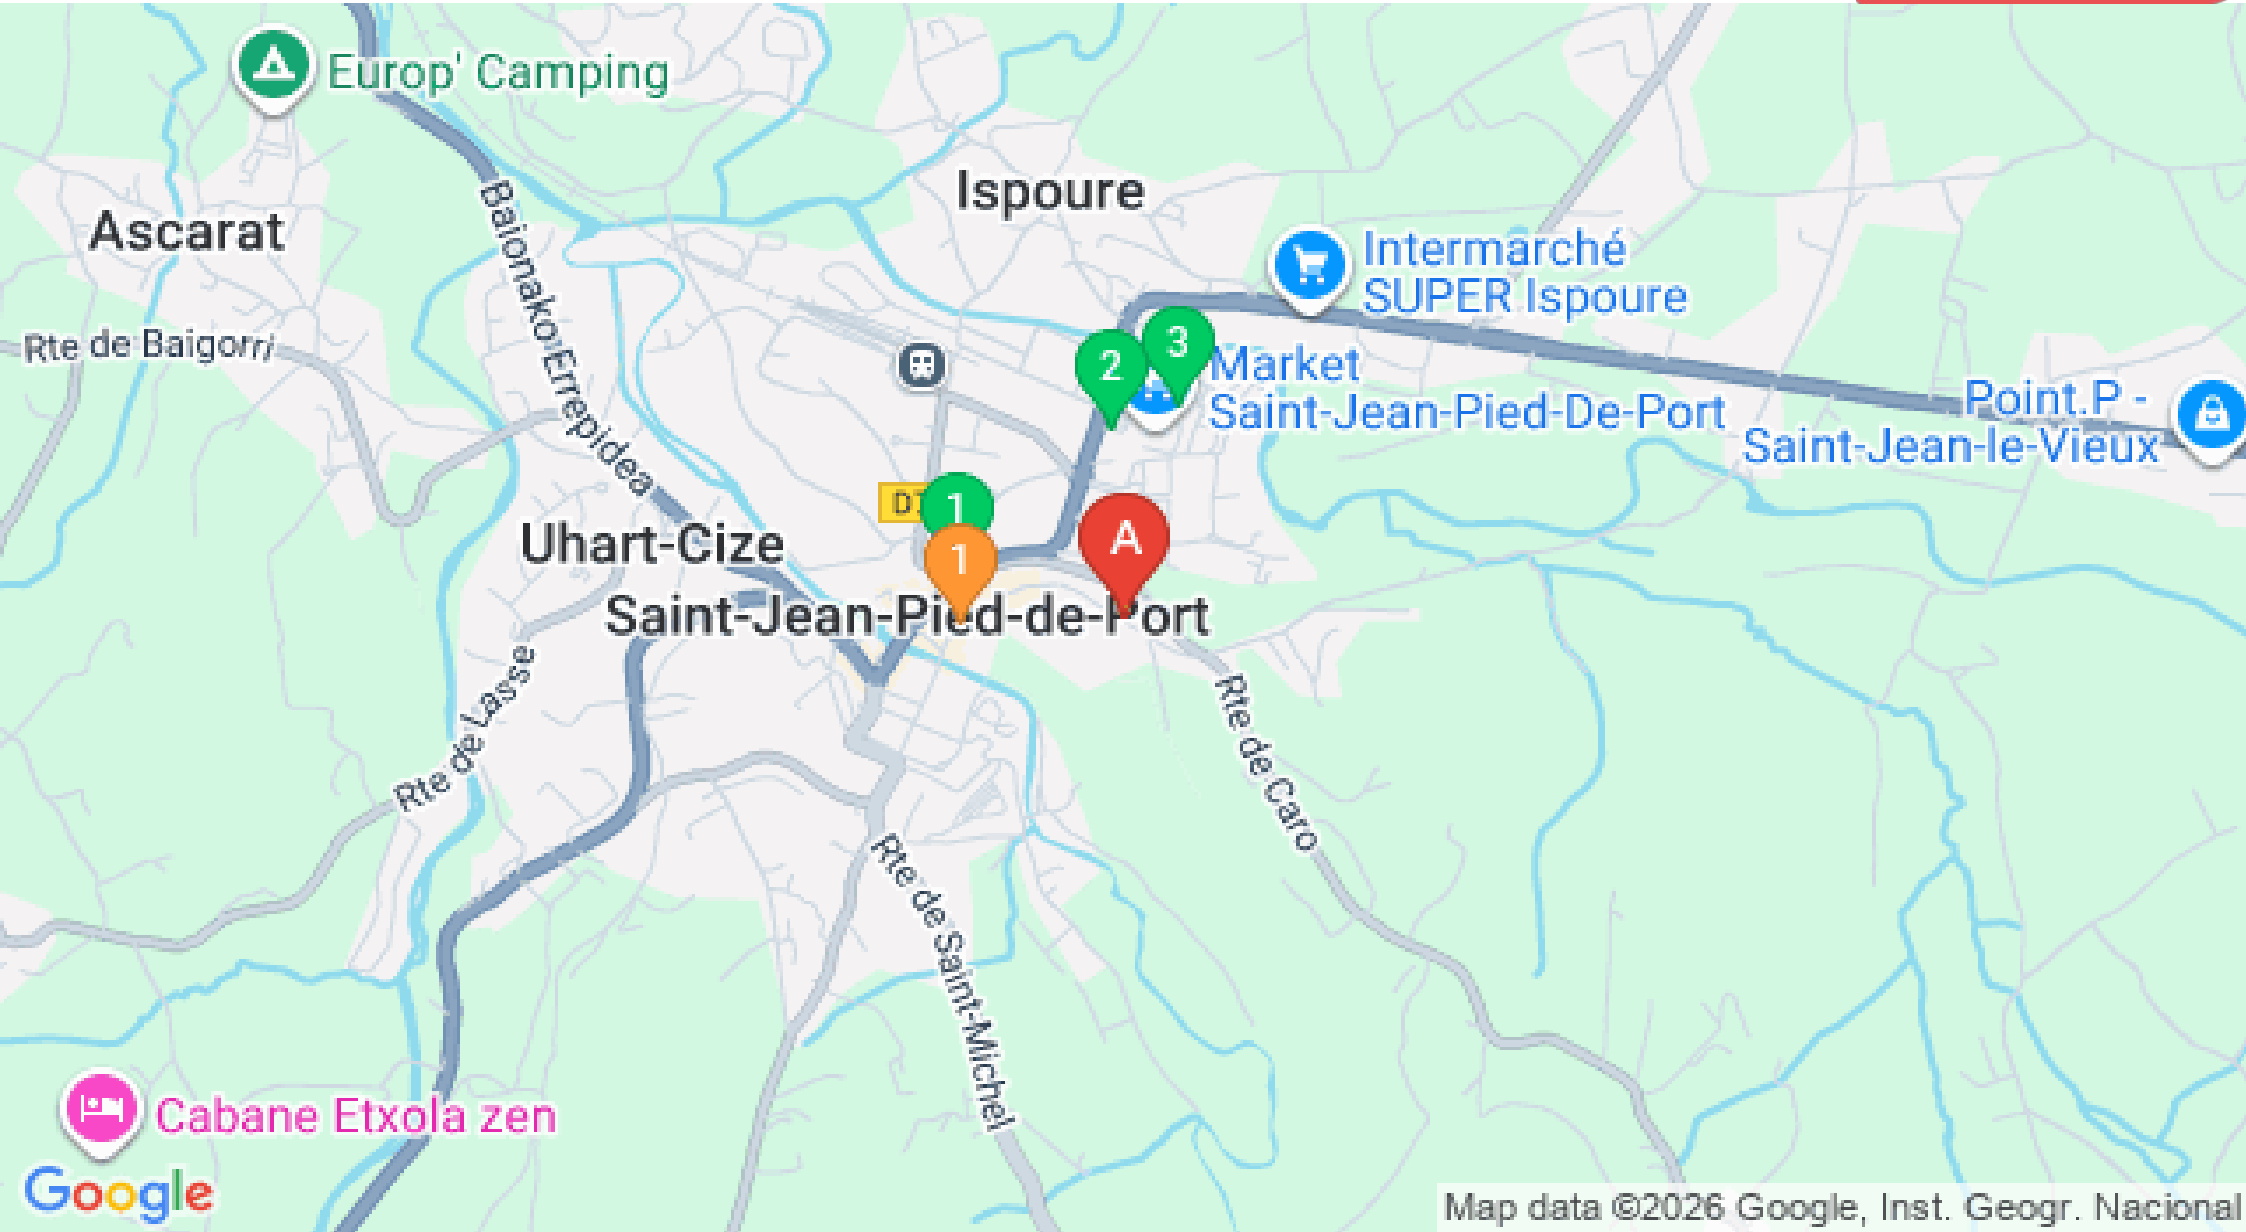 Europ' Camping
Ispoure
Ascarat
Baionako Errepidea
Intermarché
SUPER Ispoure
Rte de Baigorri
2
3
Market
Saint-Jean-Pied-De-Port
Point.P -
Saint-Jean-le-Vieux
1
A
Uhart-Cize
1
Saint-Jean-Pied-de-Port
Rte de Lasse
Rte de Caro
Rte de Saint-Michel
Cabane Etxola zen
Google
Map data ©2026 Google, Inst. Geogr. Nacional